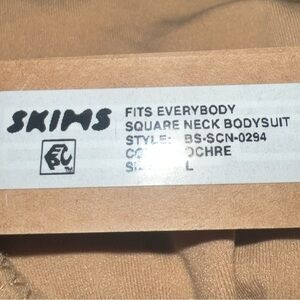 SKIMS
FITS EVERYBODY
SQUARE NECK BODYSUIT
STYLE: BS-SCN-0294
OCHRE
L